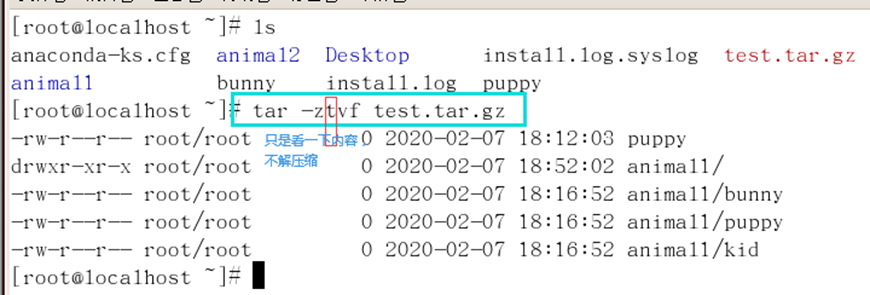 [root@localhost ~]# ls
anaconda-ks.cfg animal2 Desktop install.log.syslog test.tar.gz
animal1 bunny install.log puppy
[root@localhost ~]# tar -ztvf test.tar.gz
-rw-r--r-- root/root 0 2020-02-07 18:12:03 puppy
只是看一下内容,
drwxr-xr-x root/root 0 2020-02-07 18:52:02 animal1/
不解压缩
-rw-r--r-- root/root 0 2020-02-07 18:16:52 animal1/bunny
-rw-r--r-- root/root 0 2020-02-07 18:16:52 animal1/puppy
-rw-r--r-- root/root 0 2020-02-07 18:16:52 animal1/kid
[root@localhost ~]#